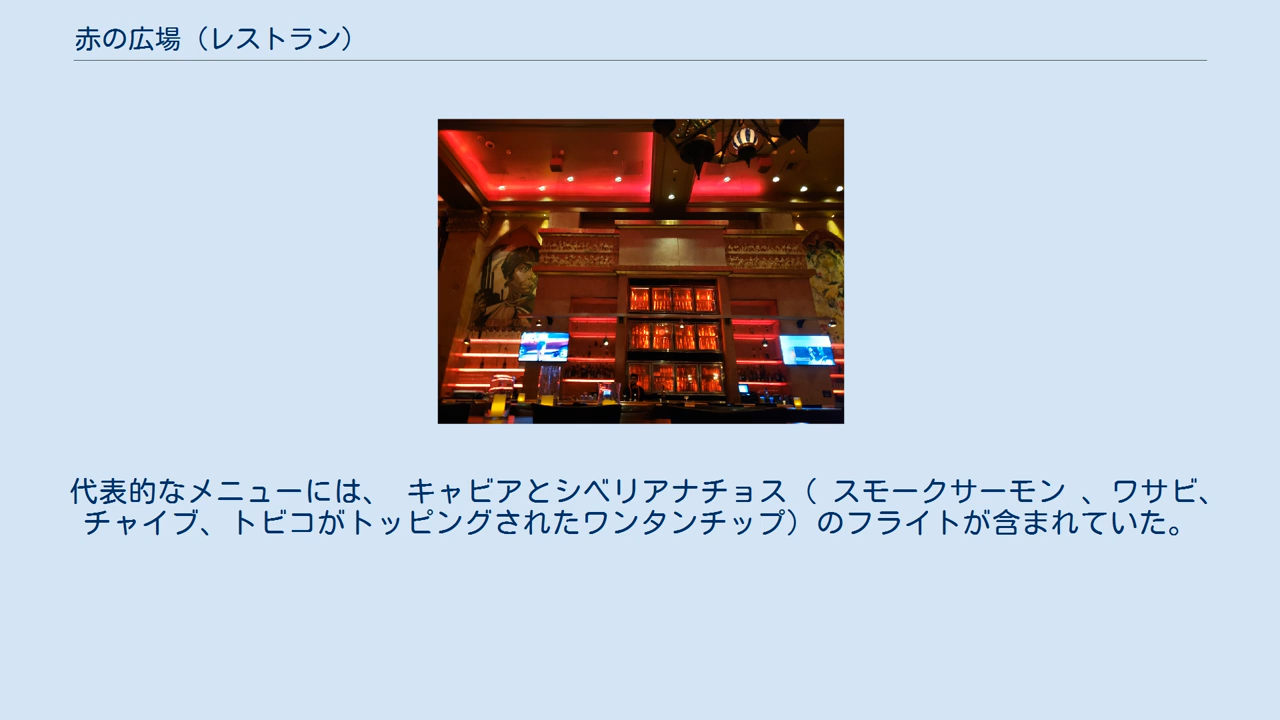 赤の広場（レストラン）
代表的なメニューには、 キャビアとシベリアナチョス（ スモークサーモン 、ワサビ、
チャイブ、トビコがトッピングされたワンタンチップ）のフライトが含まれていた。